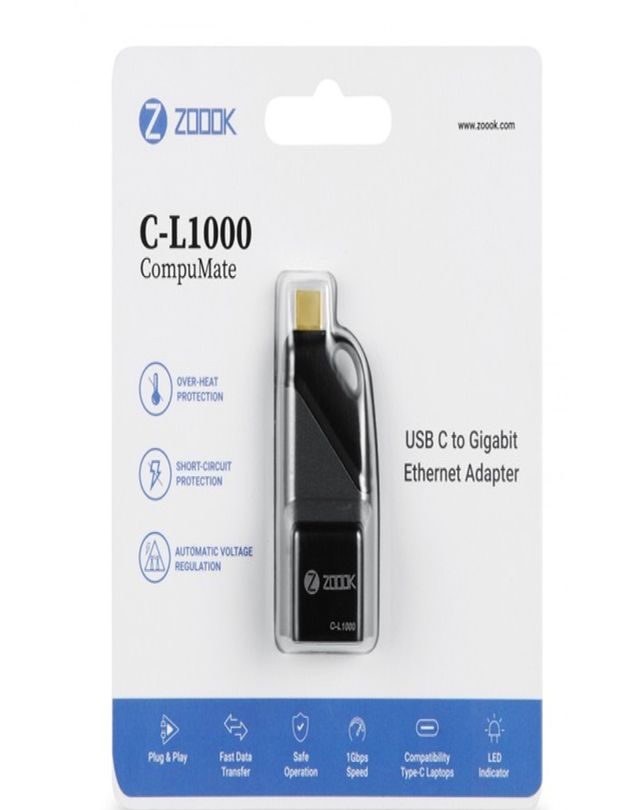 Z ZOOOK
www.zoook.com
C-L1000
CompuMate
OVER-HEAT
PROTECTION
SHORT-CIRCUIT
PROTECTION
AUTOMATIC VOLTAGE
REGULATION
USB C to Gigabit
Ethernet Adapter
Z ZOOOK
C-L1000
Plug & Play
Fast Data
Transfer
Safe
Operation
1Gbps
Speed
Compatibility
Type-C Laptops
LED
Indicator